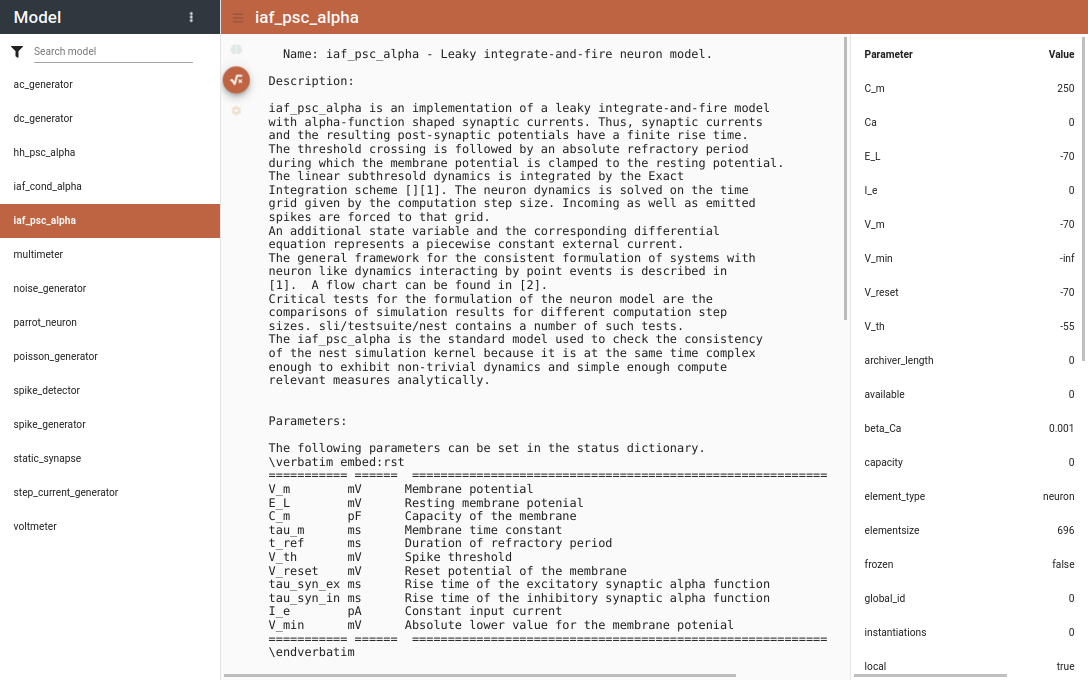 Model
Search model
ac_generator
dc_generator
hh_psc_alpha
iaf_cond_alpha
iaf_psc_alpha
multimeter
noise_generator
parrot_neuron
poisson_generator
spike_detector
spike_generator
static_synapse
step_current_generator
voltmeter
iaf_psc_alpha
Name: iaf_psc_alpha - Leaky integrate-and-fire neuron model.
Description:
iaf_psc_alpha is an implementation of a leaky integrate-and-fire model
with alpha-function shaped synaptic currents. Thus, synaptic currents
and the resulting post-synaptic potentials have a finite rise time.
The threshold crossing is followed by an absolute refractory period
during which the membrane potential is clamped to the resting potential.
The linear subthresold dynamics is integrated by the Exact
Integration scheme [][1]. The neuron dynamics is solved on the time
grid given by the computation step size. Incoming as well as emitted
spikes are forced to that grid.
An additional state variable and the corresponding differential
equation represents a piecewise constant external current.
The general framework for the consistent formulation of systems with
neuron like dynamics interacting by point events is described in
[1].  A flow chart can be found in [2].
Critical tests for the formulation of the neuron model are the
comparisons of simulation results for different computation step
sizes. sli/testsuite/nest contains a number of such tests.
The iaf_psc_alpha is the standard model used to check the consistency
of the nest simulation kernel because it is at the same time complex
enough to exhibit non-trivial dynamics and simple enough compute
relevant measures analytically.
Parameters:
The following parameters can be set in the status dictionary.
\verbatim embed:rst
=========== ======  ==========================================================
V_m        mV      Membrane potential
E_L        mV      Resting membrane potenial
C_m        pF      Capacity of the membrane
tau_m      ms      Membrane time constant
t_ref      ms      Duration of refractory period
V_th       mV      Spike threshold
V_reset    mV      Reset potential of the membrane
tau_syn_ex ms      Rise time of the excitatory synaptic alpha function
tau_syn_in ms      Rise time of the inhibitory synaptic alpha function
I_e        pA      Constant input current
V_min      mV      Absolute lower value for the membrane potenial
=========== ======  ==========================================================
\endverbatim
Parameter Value
C_m 250
Ca 0
E_L -70
I_e 0
V_m -70
V_min -inf
V_reset -70
V_th -55
archiver_length 0
available 0
beta_Ca 0.001
capacity 0
element_type neuron
elementsize 696
frozen false
global_id 0
instantiations 0
local true